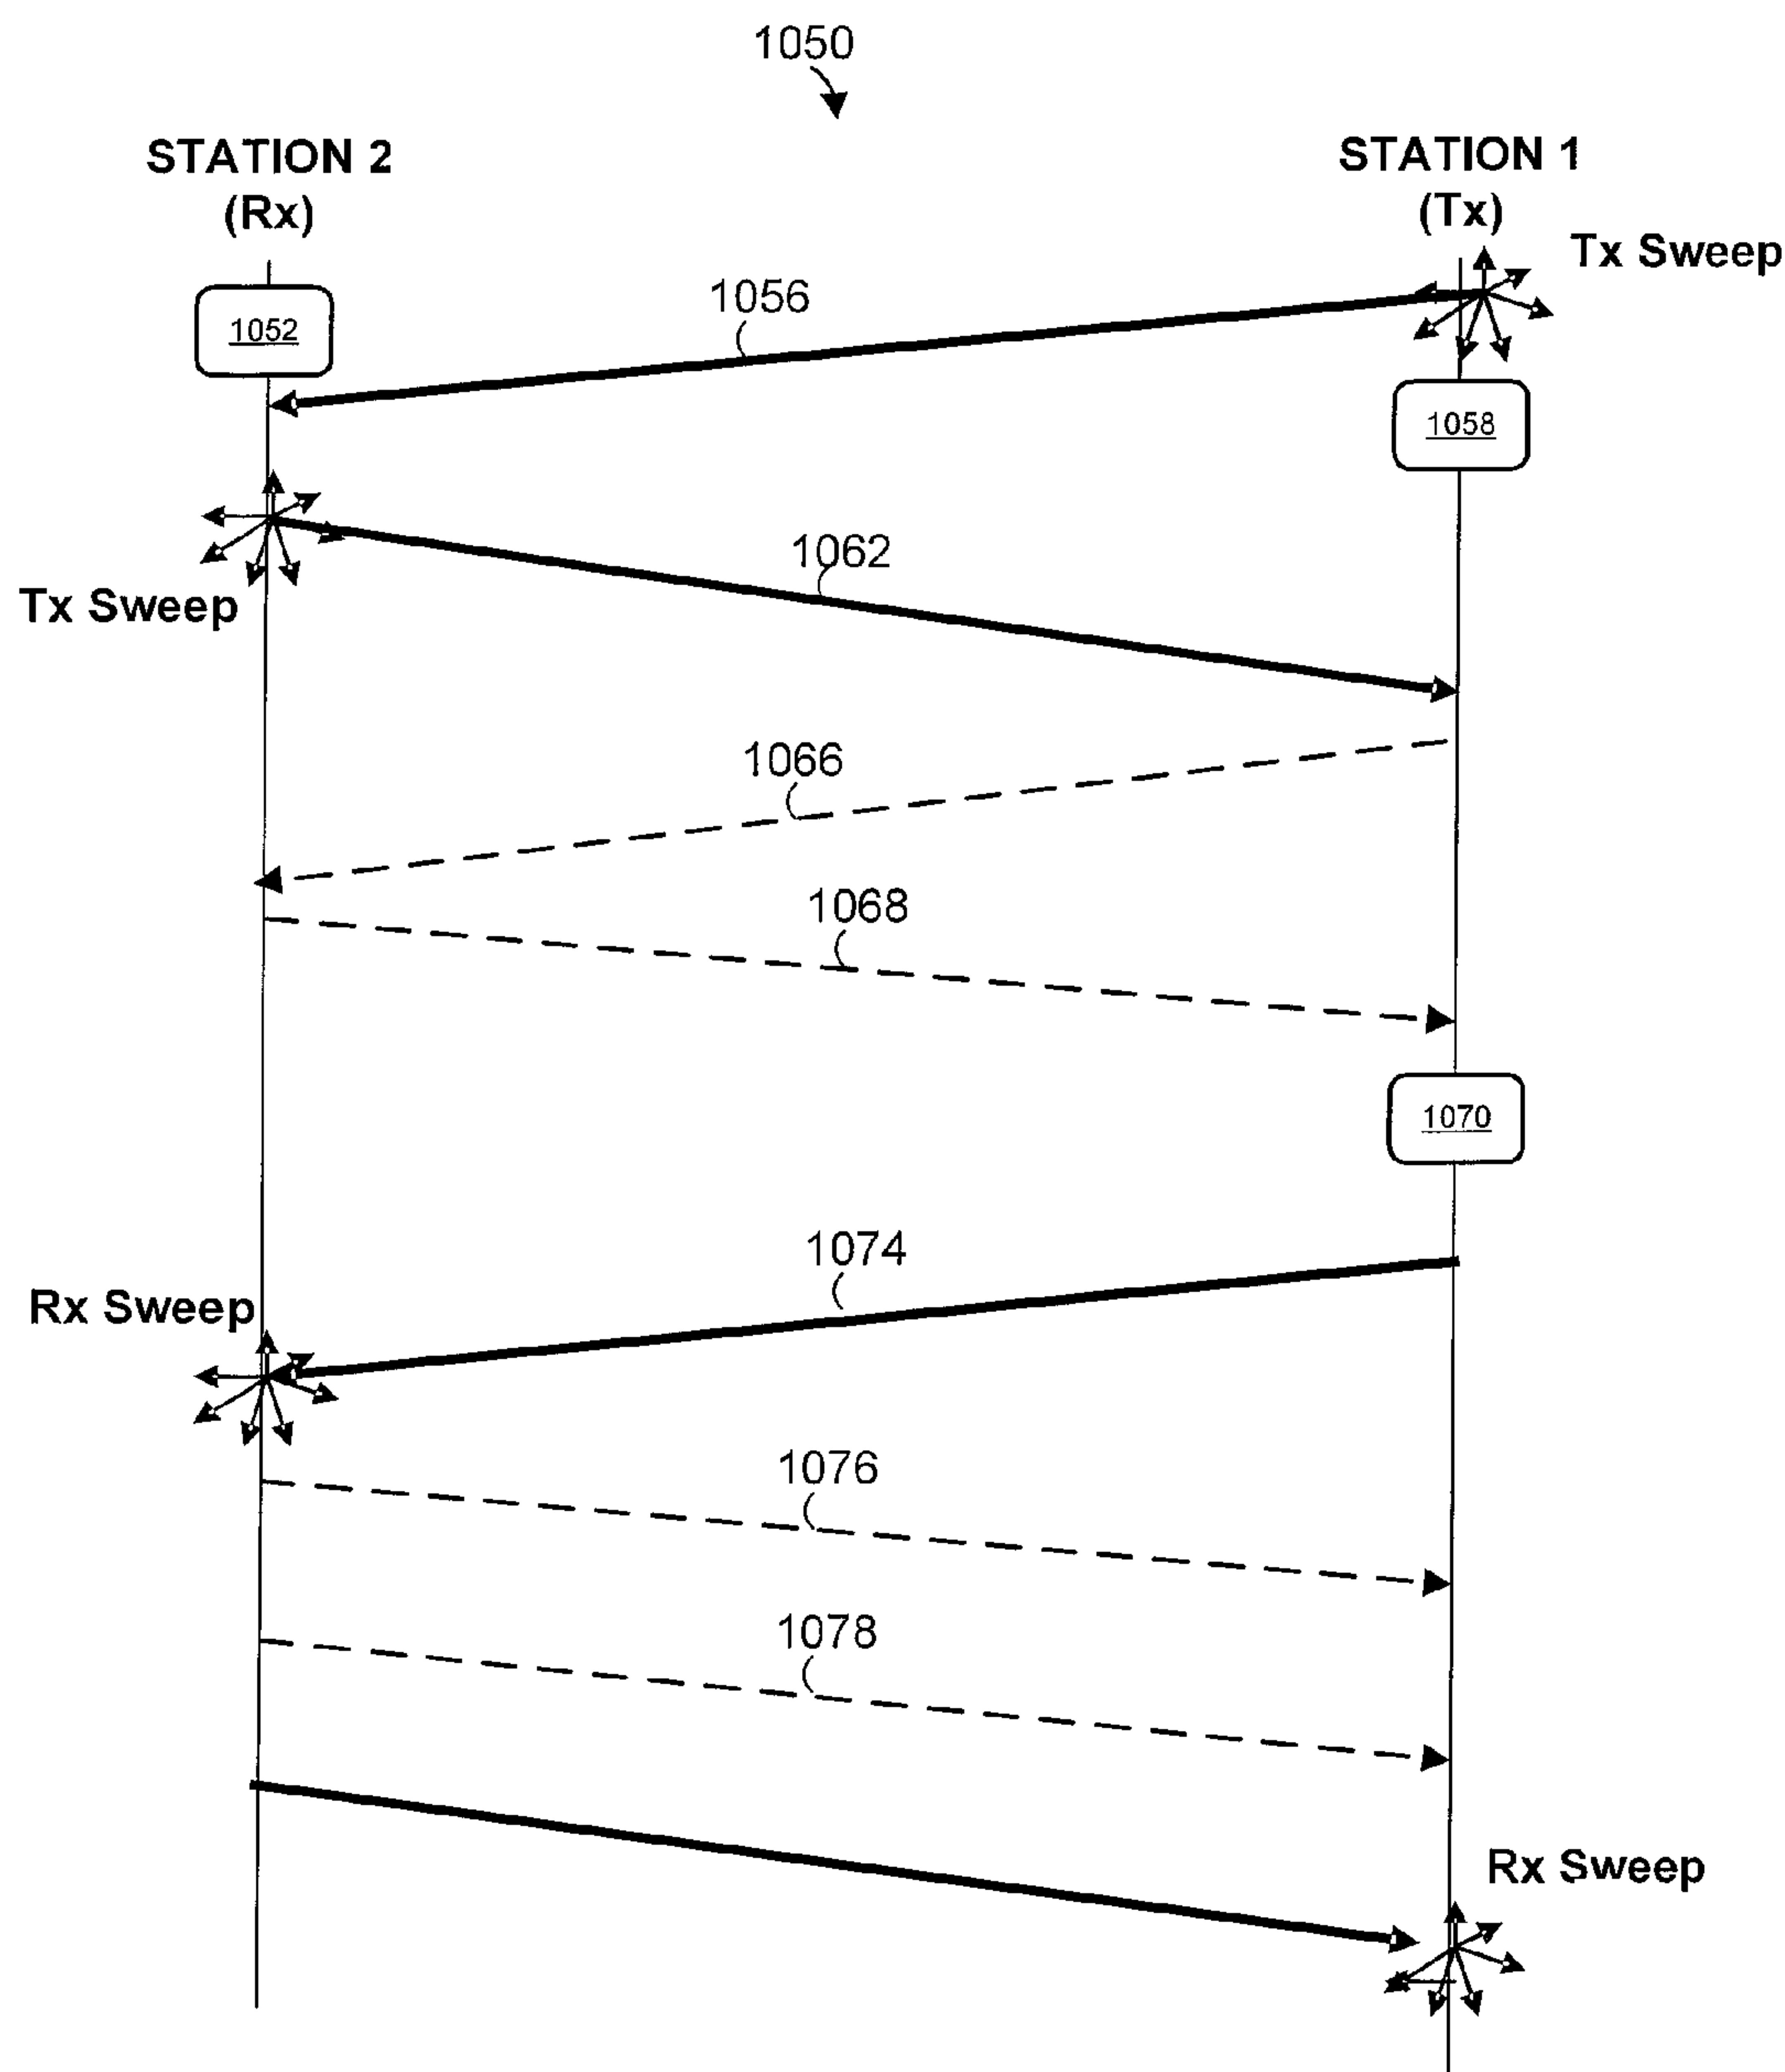 1050
STATION 2
(Rx)
STATION 1
(Tx)
Tx Sweep
1056
1052
1058
1062
Tx Sweep
1066
1068
1070
1074
Rx Sweep
1076
1078
Rx Sweep